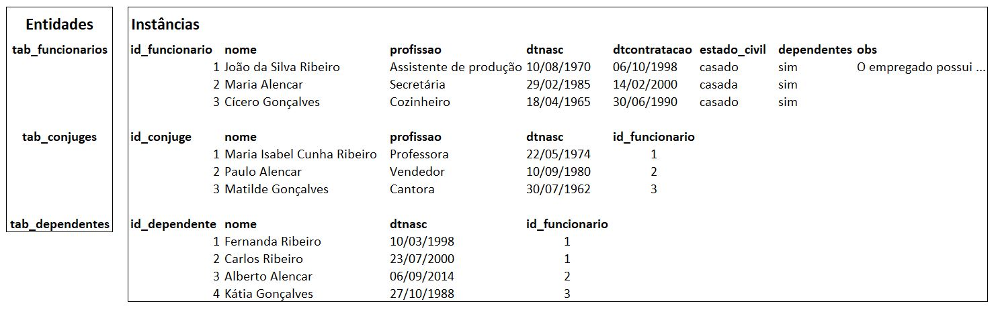 Entidades Instâncias
tab_funcionarios id_funcionario nome profissao dtnasc dtcontratacao estado_civil dependentes obs
1 João da Silva Ribeiro Assistente de produção 10/08/1970 06/10/1998 casado sim O empregado possui ...
2 Maria Alencar Secretária 29/02/1985 14/02/2000 casada sim
3 Cícero Gonçalves Cozinheiro 18/04/1965 30/06/1990 casado sim
tab_conjuges id_conjuge nome profissao dtnasc id_funcionario
1 Maria Isabel Cunha Ribeiro Professora 22/05/1974 1
2 Paulo Alencar Vendedor 10/09/1980 2
3 Matilde Gonçalves Cantora 30/07/1962 3
tab_dependentes id_dependente nome dtnasc id_funcionario
1 Fernanda Ribeiro 10/03/1998 1
2 Carlos Ribeiro 23/07/2000 1
3 Alberto Alencar 06/09/2014 2
4 Kátia Gonçalves 27/10/1988 3